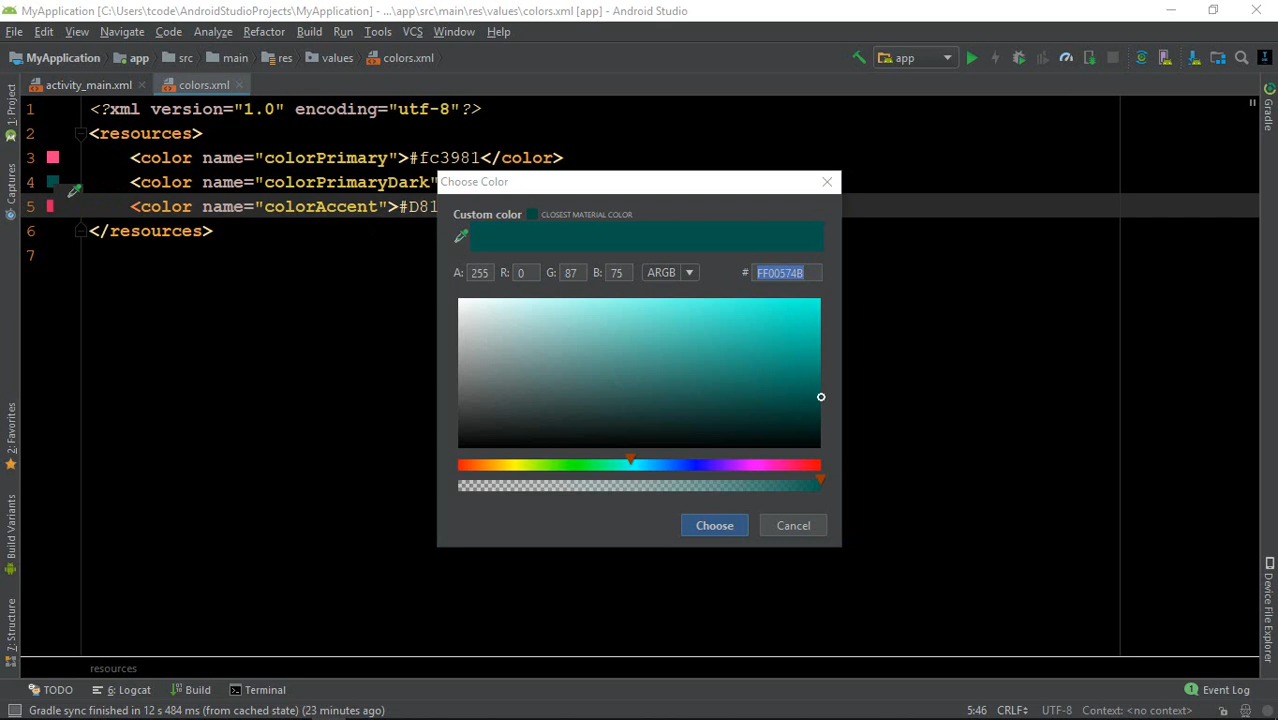 MyApplication [C:\Users\tcode\AndroidStudioProjects\MyApplication] - ...\app\src\main\res\values\colors.xml [app] - Android Studio
File Edit View Navigate Code Analyze Refactor Build Run Tools VCS Window Help
MyApplication app src main res values colors.xml app
activity_main.xml colors.xml
1: Project
Captures
2: Favorites
Build Variants
7: Structure
Gradle
Device File Explorer
1 <?xml version="1.0" encoding="utf-8"?>
2 <resources>
3 <color name="colorPrimary">#fc3981</color>
4 <color name="colorPrimaryDark"
5 <color name="colorAccent">#D81
6 </resources>
7
Choose Color
Custom color CLOSEST MATERIAL COLOR
A: 255 R: 0 G: 87 B: 75 ARGB # FF00574B
Choose Cancel
resources
TODO 6: Logcat Build Terminal 1 Event Log
Gradle sync finished in 12 s 484 ms (from cached state) (23 minutes ago) 5:46 CRLF UTF-8 Context: <no context>